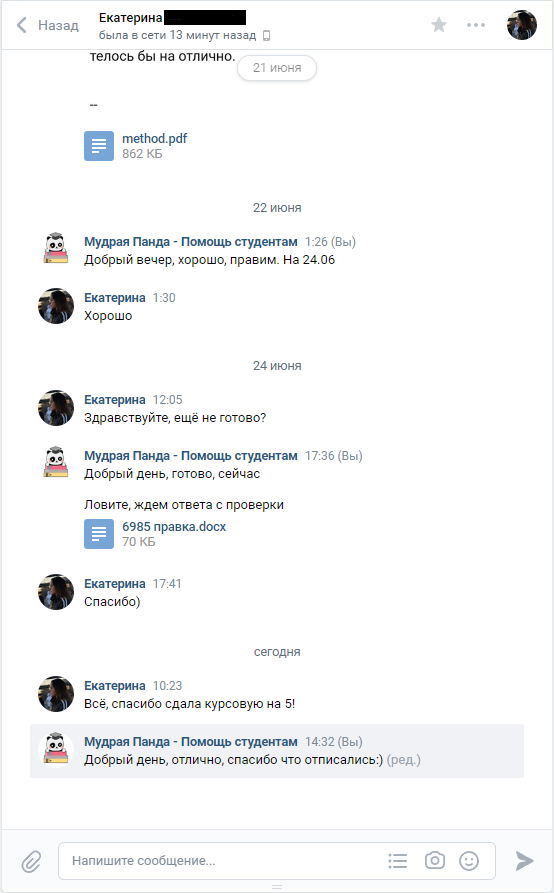 Назад
Екатерина
была в сети 13 минут назад
телось бы на отлично.
21 июня
--
method.pdf
862 КБ
22 июня
Мудрая Панда - Помощь студентам 1:26 (Вы)
Добрый вечер, хорошо, правим. На 24.06
Екатерина 1:30
Хорошо
24 июня
Екатерина 12:05
Здравствуйте, ещё не готово?
Мудрая Панда - Помощь студентам 17:36 (Вы)
Добрый день, готово, сейчас
Ловите, ждем ответа с проверки
6985 правка.docx
70 КБ
Екатерина 17:41
Спасибо)
сегодня
Екатерина 10:23
Всё, спасибо сдала курсовую на 5!
Мудрая Панда - Помощь студентам 14:32 (Вы)
Добрый день, отлично, спасибо что отписались:) (ред.)
Напишите сообщение...